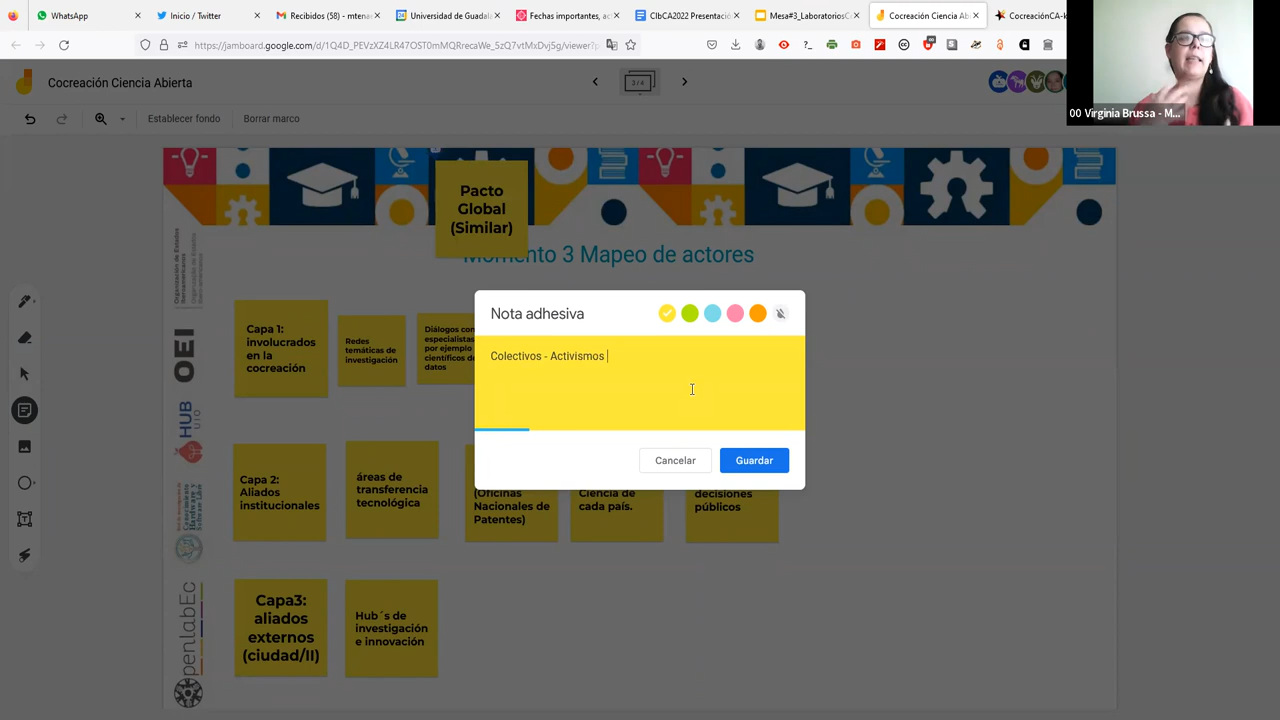 WhatsApp
Inicio / Twitter
Recibidos (58) - mtena
Universidad de Guadal
Fechas importantes, ac
CIbCA2022 Presentació
Mesa#3_LaboratoriosC
Cocreación Ciencia Ab
CocreaciónCA-k
https://jamboard.google.com/d/1Q4D_PEVzXZ4LR47OST0mMQrecAVHs_Sz9LvtMxDvj5g/viewer?
Cocreación Ciencia Abierta
3/4
Establecer fondo
Borrar marco
00 Virginia Brussa - M...
Pacto
Global
(Similar)
Momento 3 Mapeo de actores
Nota adhesiva
Colectivos - Activismos
Cancelar
Guardar
Capa 1:
involucrados
en la
cocreación
Redes
temáticas de
investigación
Diálogos con
especialistas
por ejemplo
científicos de
datos
Capa 2:
Aliados
institucionales
áreas de
transferencia
tecnológica
(Oficinas
Nacionales de
Patentes)
Ciencia de
cada país.
decisiones
públicos
Capa3:
aliados
externos
(ciudad/II)
Hub´s de
investigación
e innovación
OEI
HUB
UIO
penlabEc